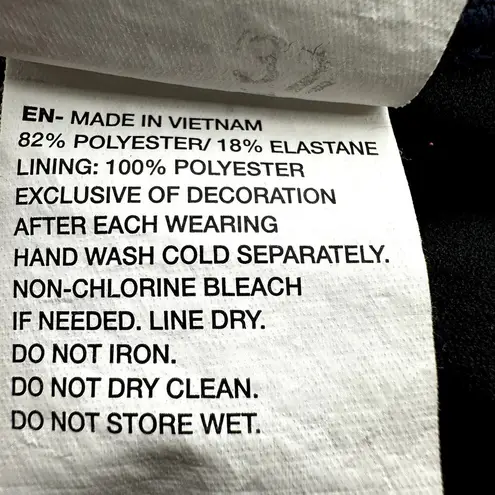 32
EN- MADE IN VIETNAM
82% POLYESTER/ 18% ELASTANE
LINING: 100% POLYESTER
EXCLUSIVE OF DECORATION
AFTER EACH WEARING
HAND WASH COLD SEPARATELY.
NON-CHLORINE BLEACH
IF NEEDED. LINE DRY.
DO NOT IRON.
DO NOT DRY CLEAN.
DO NOT STORE WET.